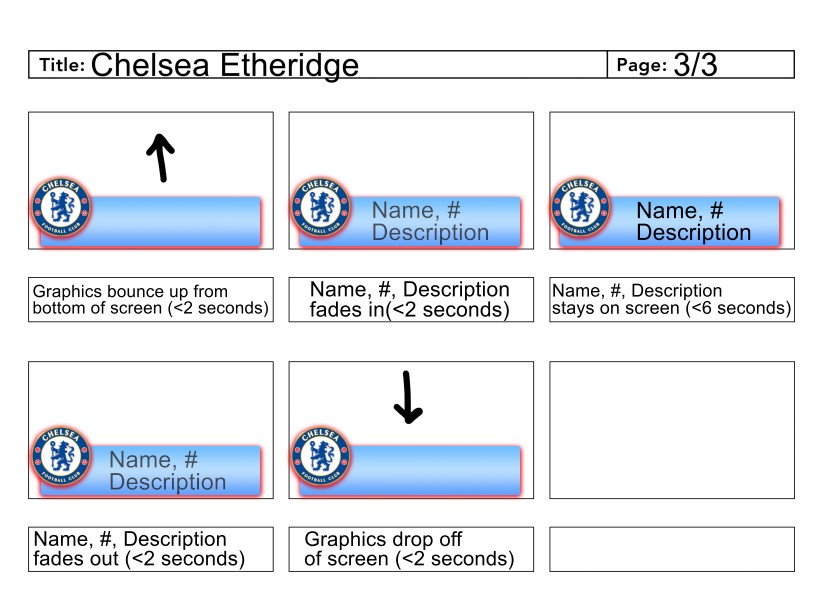 Title: Chelsea Etheridge
Page: 3/3
CHELSEA
FOOTBALL CLUB
CHELSEA
FOOTBALL CLUB
Name, #
Description
CHELSEA
FOOTBALL CLUB
Name, #
Description
Graphics bounce up from
bottom of screen (<2 seconds)
Name, #, Description
fades in(<2 seconds)
Name, #, Description
stays on screen (<6 seconds)
CHELSEA
FOOTBALL CLUB
Name, #
Description
CHELSEA
FOOTBALL CLUB
Name, #, Description
fades out (<2 seconds)
Graphics drop off
of screen (<2 seconds)